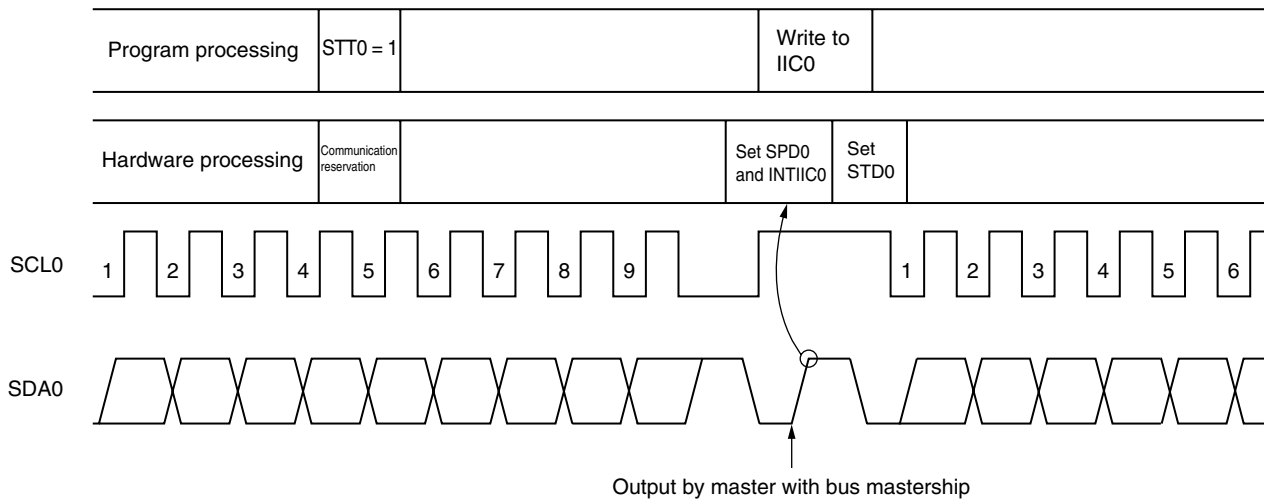 Program processing
STT0 = 1
Write to
IIC0
Hardware processing
Communication
reservation
Set SPD0
and INTIIC0
Set
STD0
SCL0
1 2 3 4 5 6 7 8 9 1 2 3 4 5 6
SDA0
Output by master with bus mastership